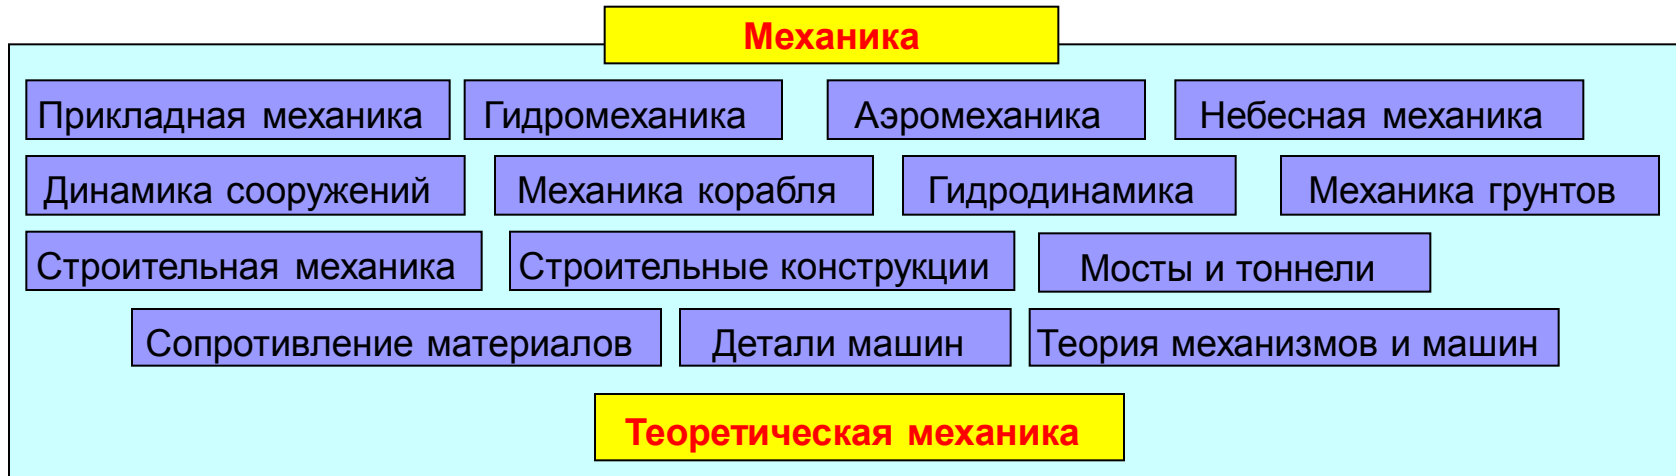 Механика
Прикладная механика Гидромеханика Аэромеханика Небесная механика
Динамика сооружений Механика корабля Гидродинамика Механика грунтов
Строительная механика Строительные конструкции Мосты и тоннели
Сопротивление материалов Детали машин Теория механизмов и машин
Теоретическая механика